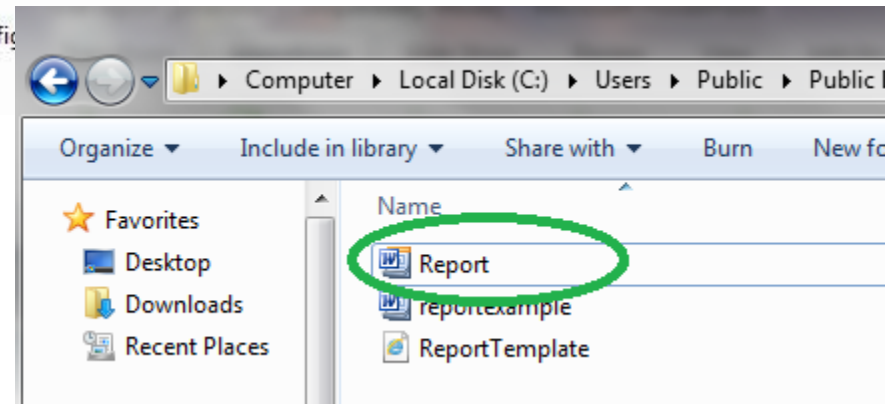 Computer Local Disk (C:) Users Public Public
Organize Include in library Share with Burn
Favorites
Desktop
Downloads
Recent Places
Name
Report
reportexample
ReportTemplate